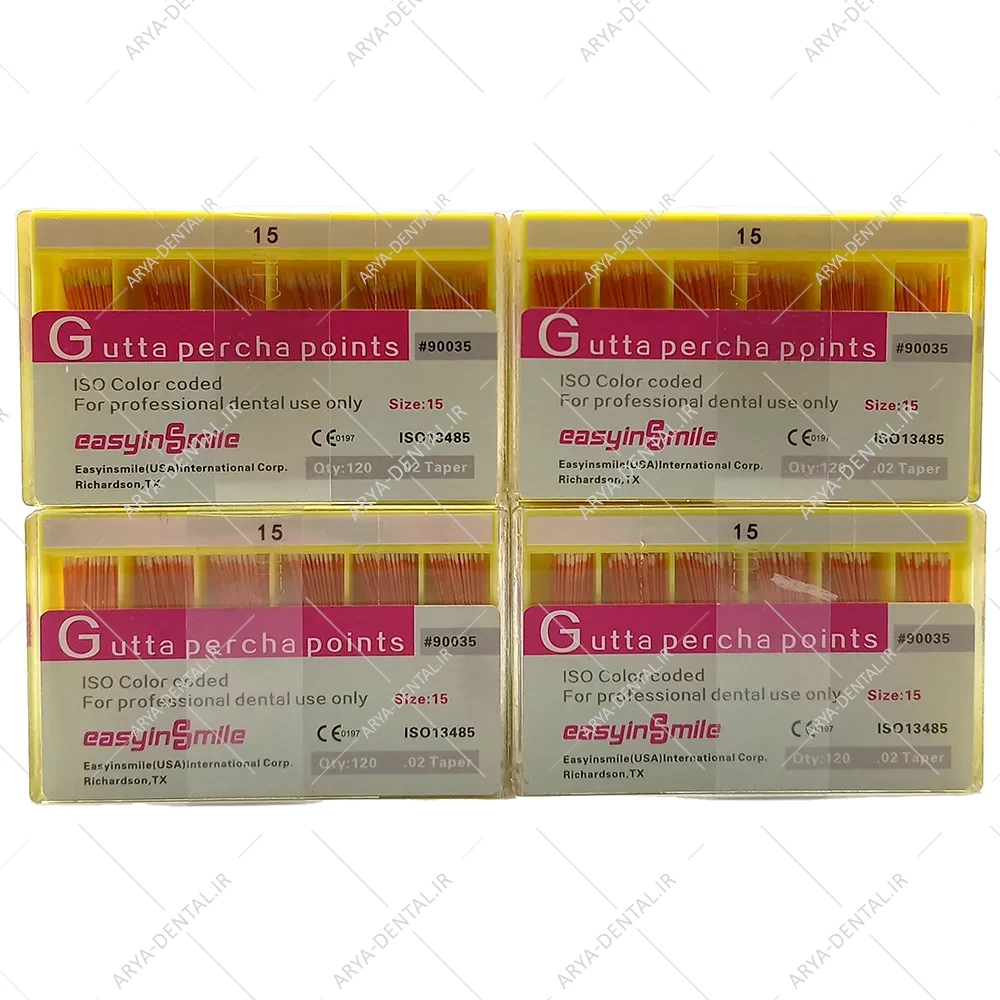 15
Gutta percha points #90035
ISO Color coded
For professional dental use only Size:15
easyinSmile CE0197 ISO13485
Easyinsmile(USA)International Corp. Qty:120 .02 Taper
Richardson,TX
15
Gutta percha points #90035
ISO Color coded
For professional dental use only Size:15
easyinSmile CE0197 ISO13485
Easyinsmile(USA)International Corp. Qty:120 .02 Taper
Richardson,TX
15
Gutta percha points #90035
ISO Color coded
For professional dental use only Size:15
easyinSmile CE0197 ISO13485
Easyinsmile(USA)International Corp. Qty:120 .02 Taper
Richardson,TX
15
Gutta percha points #90035
ISO Color coded
For professional dental use only Size:15
easyinSmile CE0197 ISO13485
Easyinsmile(USA)International Corp. Qty:120 .02 Taper
Richardson,TX
ARYA-DENTAL.IR